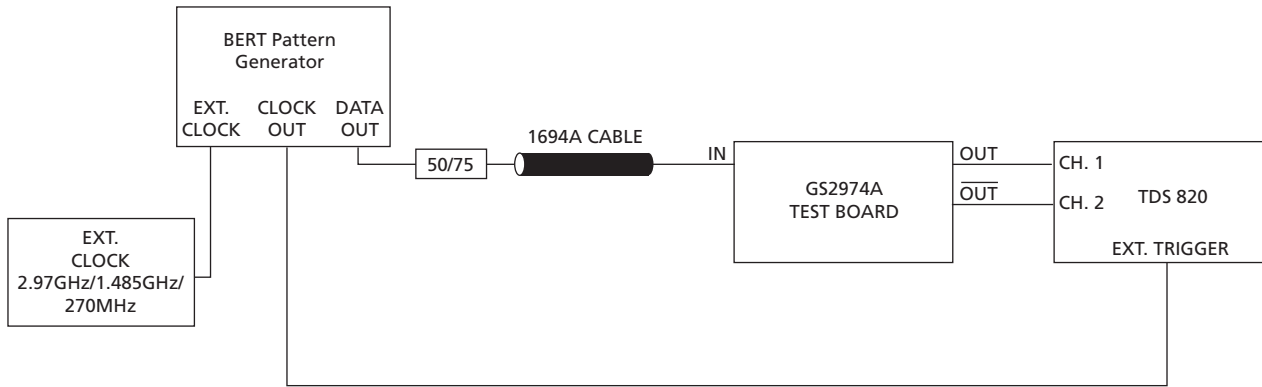 BERT Pattern
Generator
EXT. CLOCK DATA
CLOCK OUT OUT
50/75
1694A CABLE
IN
GS2974A
TEST BOARD
OUT
O̅U̅T̅
CH. 1
CH. 2
TDS 820
EXT. TRIGGER
EXT.
CLOCK
2.97GHz/1.485GHz/
270MHz